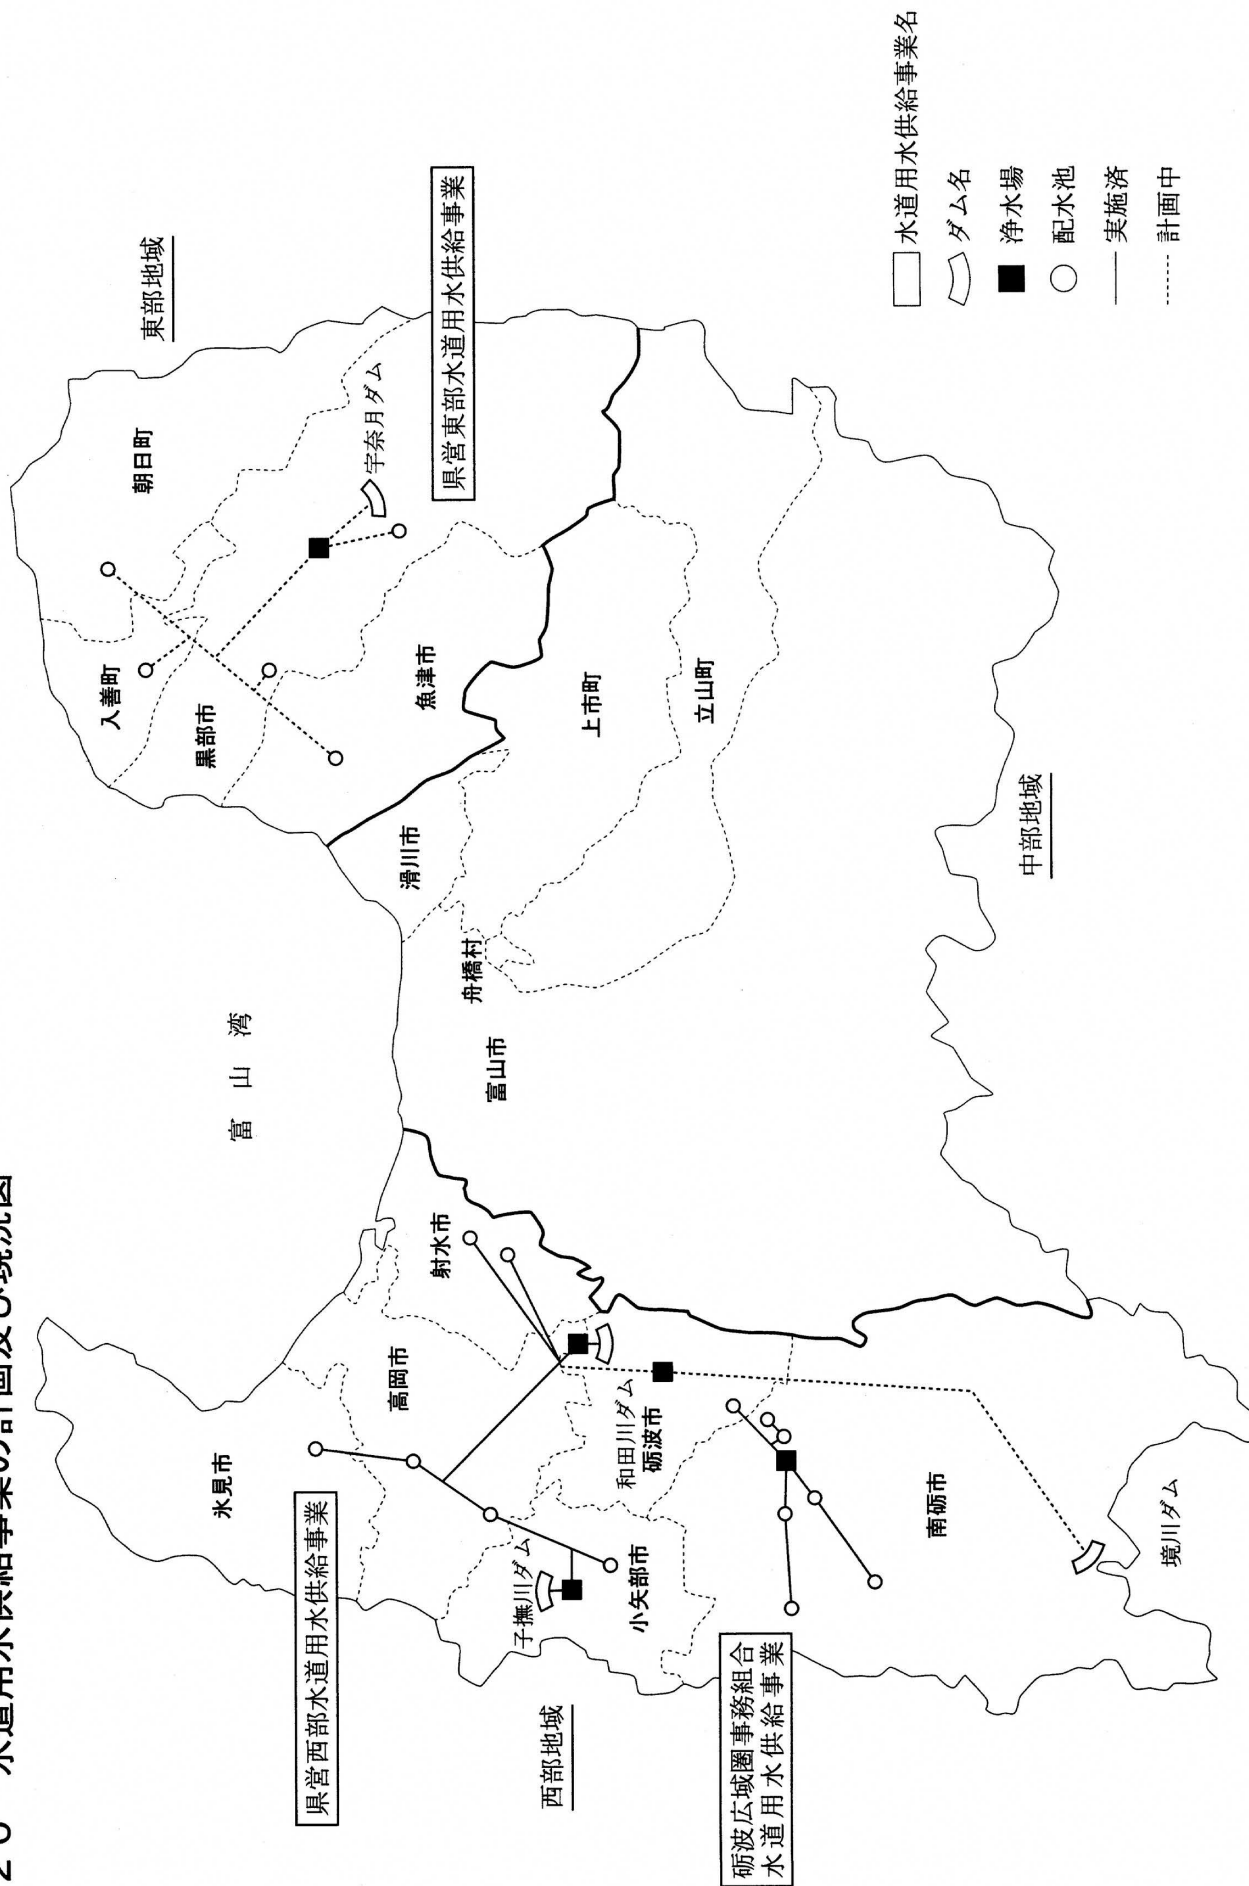 水道用水供給事業の計画及び現況図
東部地域
朝日町
宇奈月ダム
県営東部水道用水供給事業
入善町
黒部市
魚津市
滑川市
上市町
立山町
舟橋村
富山市
富山湾
中部地域
射水市
高岡市
氷見市
県営西部水道用水供給事業
和田川ダム
砺波市
子撫川ダム
小矢部市
西部地域
南砺市
境川ダム
砺波広域圏事務組合
水道用水供給事業
水道用水供給事業名
ダム名
浄水場
配水池
実施済
計画中